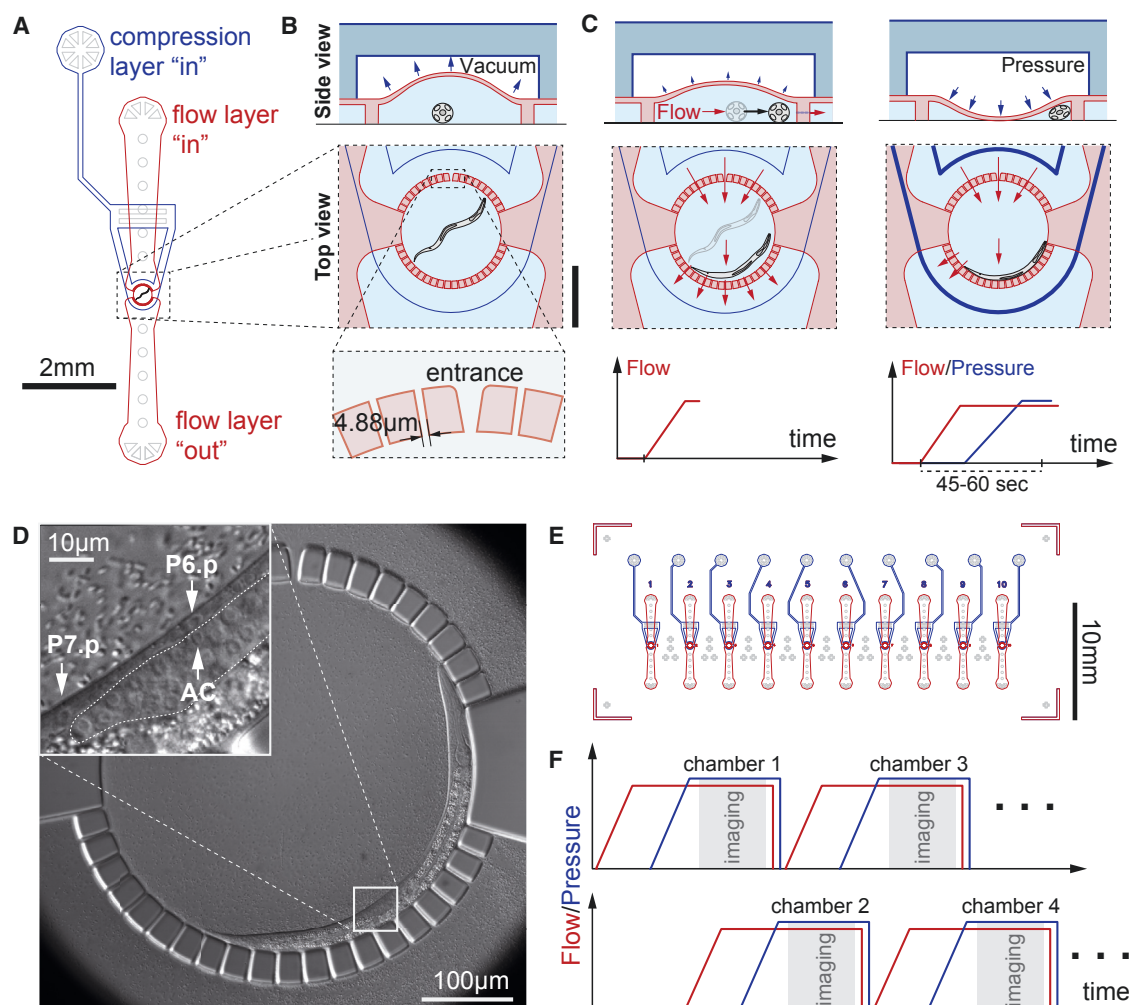 A
compression
layer "in"
flow layer
"in"
2mm
flow layer
"out"
B
Side view
Vacuum
Top view
entrance
4.88µm
C
Flow
Pressure
Flow
time
Flow/Pressure
time
45-60 sec
D
10µm
P6.p
P7.p
AC
100µm
E
1 2 3 4 5 6 7 8 9 10
10mm
F
Flow/Pressure
chamber 1
imaging
chamber 3
imaging
chamber 2
imaging
chamber 4
imaging
time